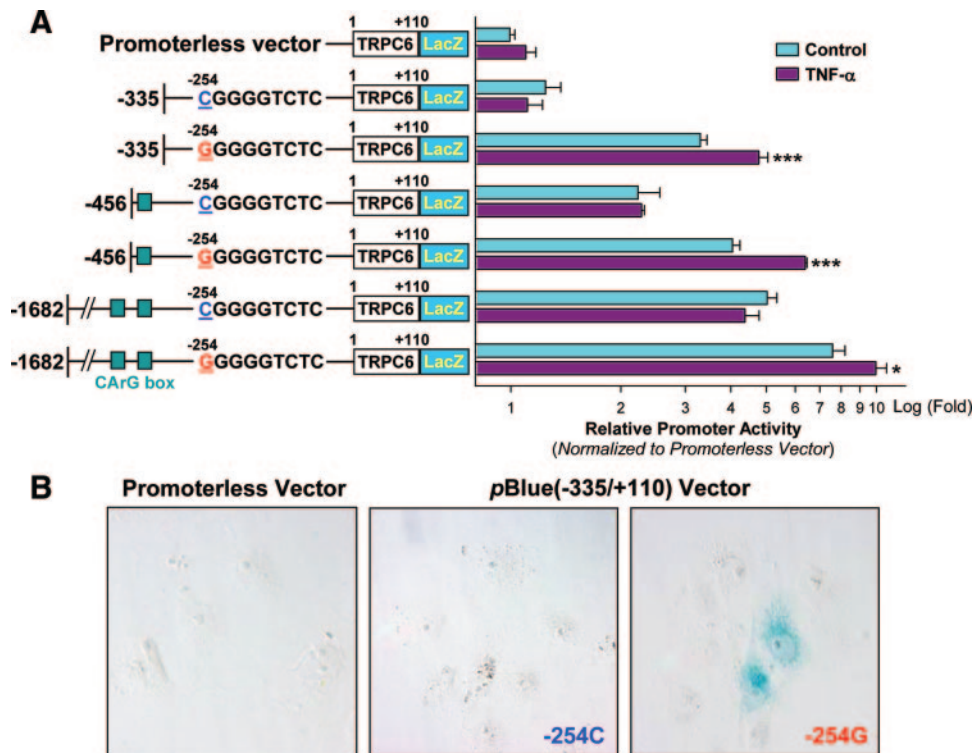 A
Promoterless vector
1 +110
TRPC6 LacZ
Control
TNF-α
-335
-254
CGGGGTCTC
1 +110
TRPC6 LacZ
-335
-254
GGGGGTCTC
1 +110
TRPC6 LacZ
***
-456
-254
CGGGGTCTC
1 +110
TRPC6 LacZ
-456
-254
GGGGGTCTC
1 +110
TRPC6 LacZ
***
-1682
-254
CGGGGTCTC
1 +110
TRPC6 LacZ
-1682
-254
GGGGGTCTC
1 +110
TRPC6 LacZ
*
CArG box
1 2 3 4 5 6 7 8 9 10 Log (Fold)
Relative Promoter Activity
(Normalized to Promoterless Vector)
B
Promoterless Vector
pBlue(-335/+110) Vector
-254C
-254G